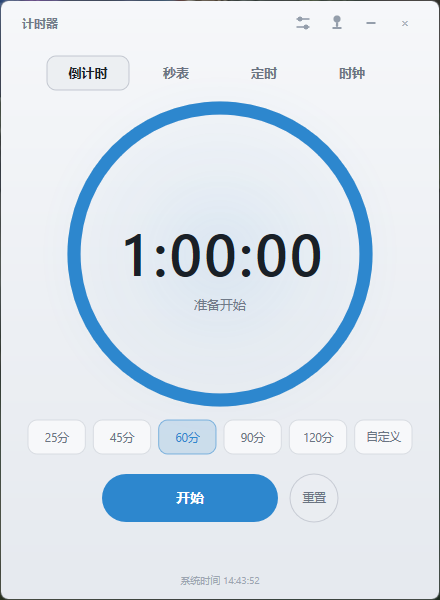 计时器
倒计时 秒表 定时 时钟
1:00:00
准备开始
25分 45分 60分 90分 120分 自定义
开始 重置
系统时间 14:43:52